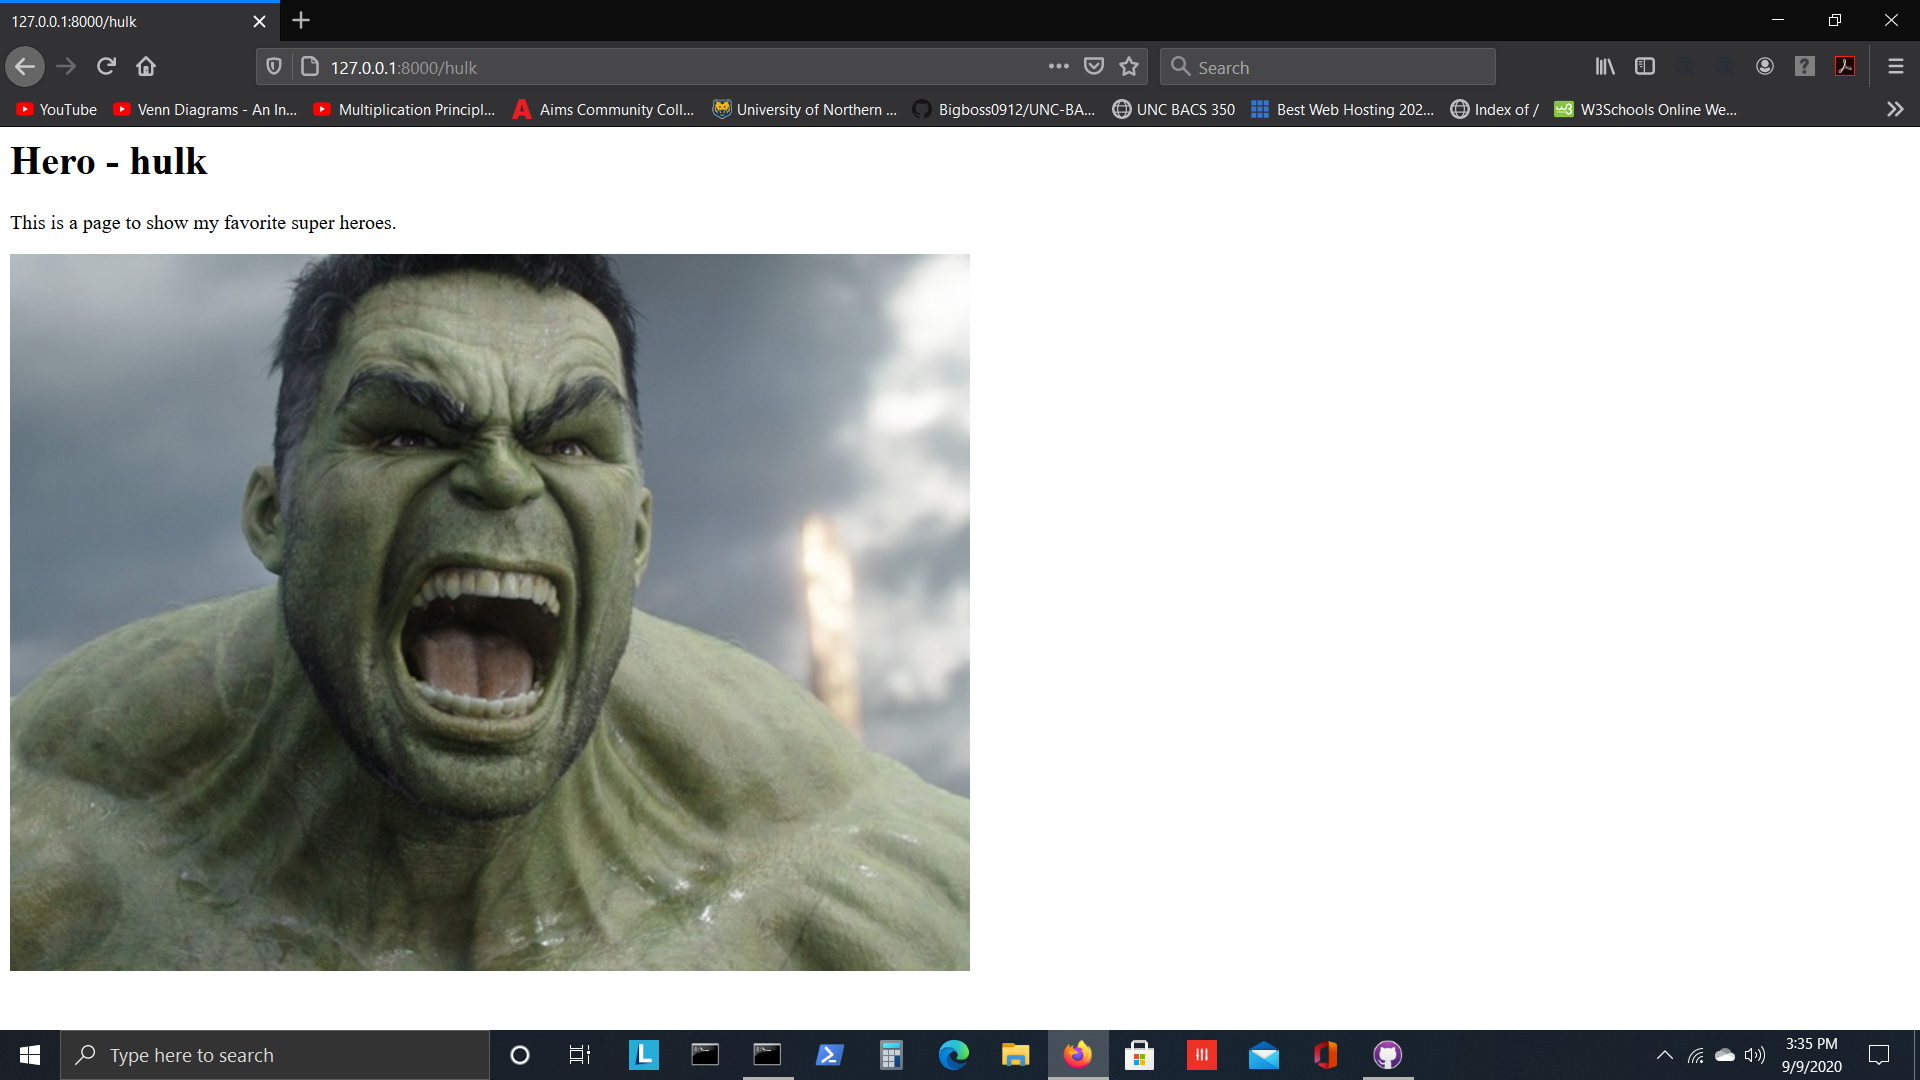 127.0.0.1:8000/hulk
127.0.0.1:8000/hulk
Search
YouTube
Venn Diagrams - An In...
Multiplication Principl...
Aims Community Coll...
University of Northern ...
Bigboss0912/UNC-BA...
UNC BACS 350
Best Web Hosting 202...
Index of /
W3Schools Online We...
Hero - hulk
This is a page to show my favorite super heroes.
Type here to search
L
3:35 PM
9/9/2020